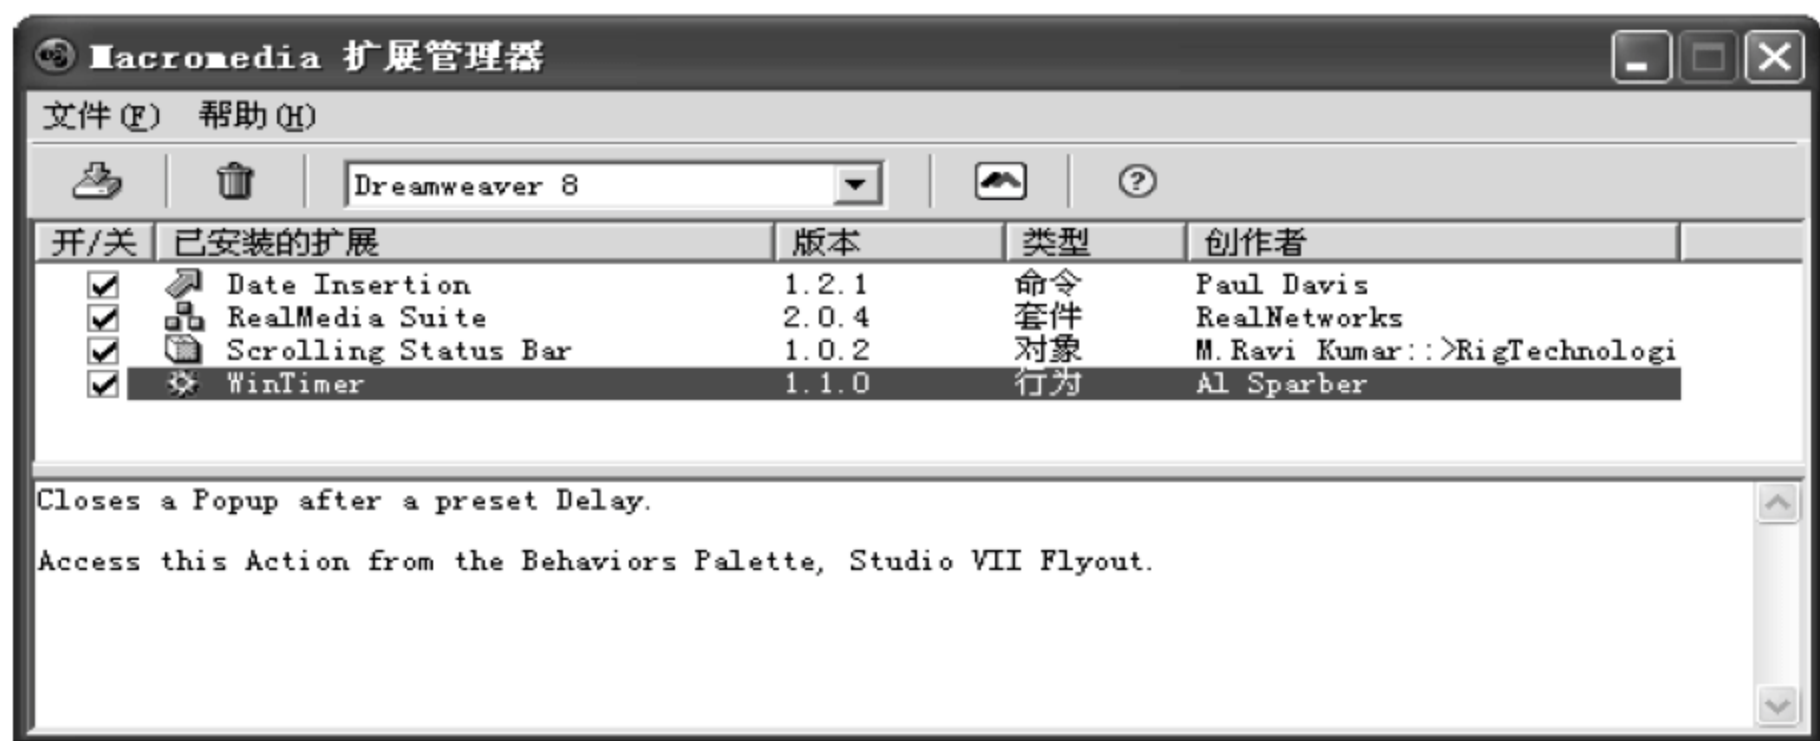 Macromedia 扩展管理器
文件(F) 帮助(H)
Dreamweaver 8
开/关 已安装的扩展 版本 类型 创作者
Date Insertion 1.2.1 命令 Paul Davis
RealMedia Suite 2.0.4 套件 RealNetworks
Scrolling Status Bar 1.0.2 对象 M.Ravi Kumar::>RigTechnologi
WinTimer 1.1.0 行为 Al Sparber
Closes a Popup after a preset Delay.
Access this Action from the Behaviors Palette, Studio VII Flyout.